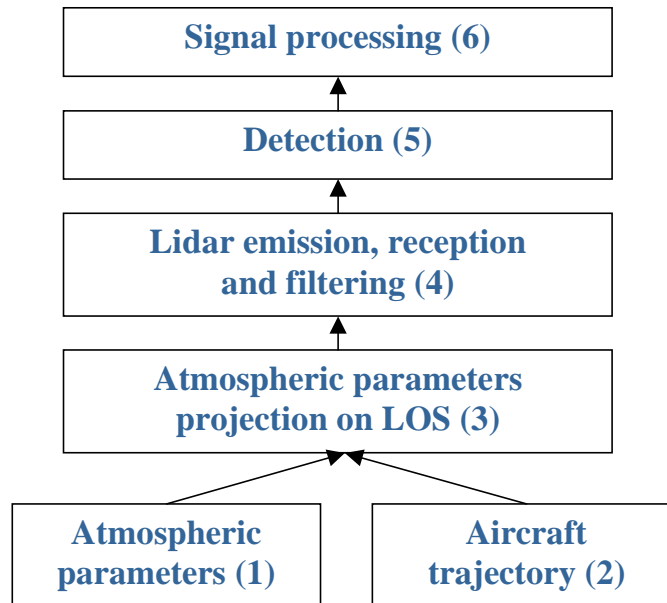 Signal processing (6)
Detection (5)
Lidar emission, reception
and filtering (4)
Atmospheric parameters
projection on LOS (3)
Atmospheric
parameters (1)
Aircraft
trajectory (2)